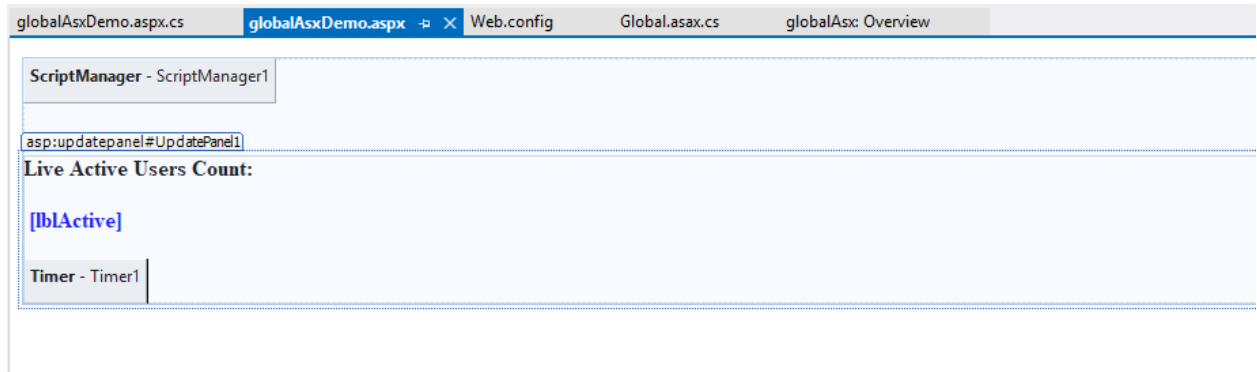 globalAsxDemo.aspx.cs globalAsxDemo.aspx Web.config Global.asax.cs globalAsx: Overview
ScriptManager - ScriptManager1
asp:updatepanel#UpdatePanel1
Live Active Users Count:
[lblActive]
Timer - Timer1